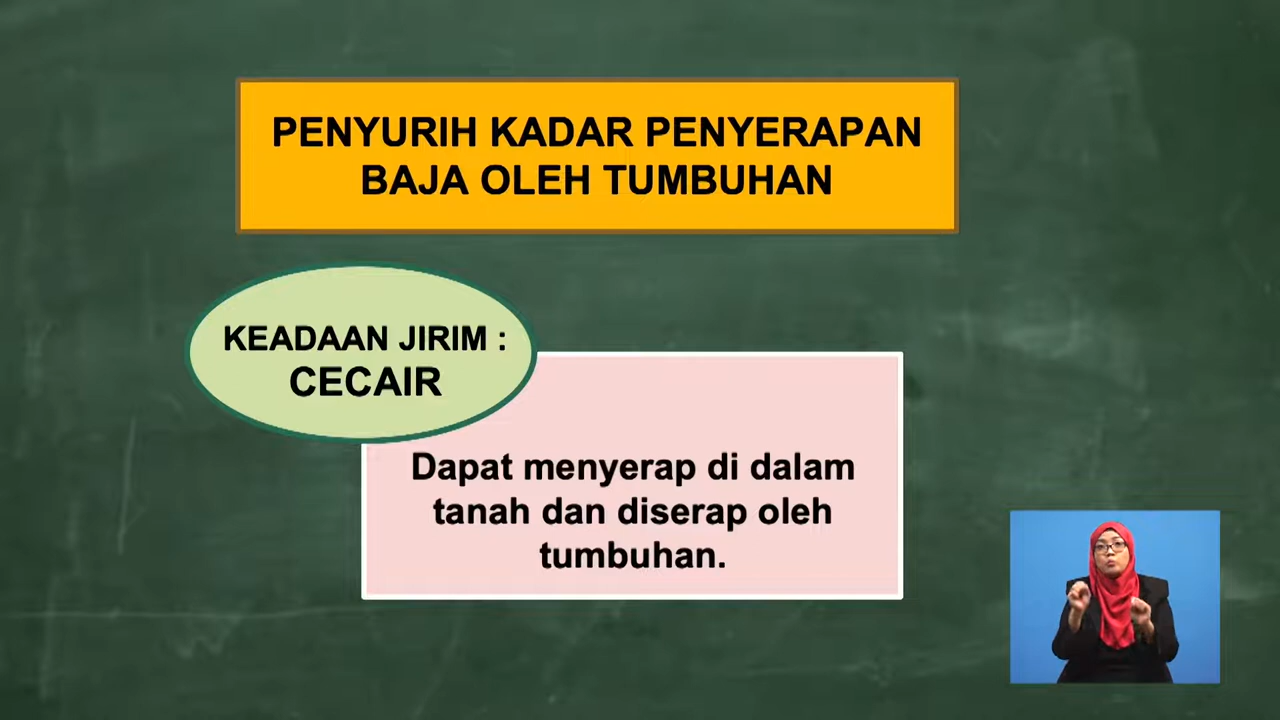 PENYURIH KADAR PENYERAPAN
BAJA OLEH TUMBUHAN
KEADAAN JIRIM :
CECAIR
Dapat menyerap di dalam
tanah dan diserap oleh
tumbuhan.